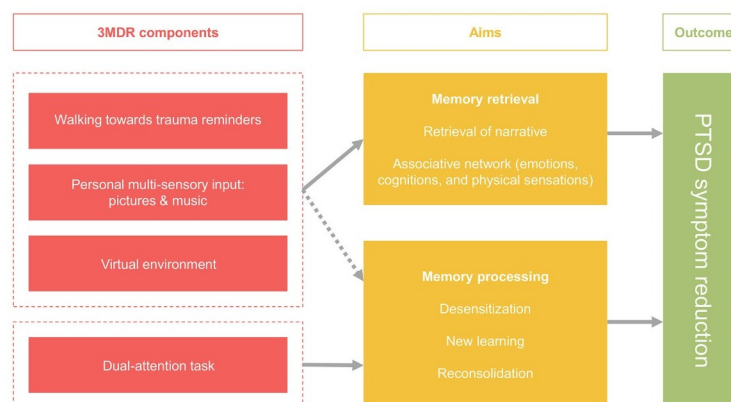 3MDR components
Aims
Outcome
Walking towards trauma reminders
Personal multi-sensory input:
pictures & music
Virtual environment
Dual-attention task
Memory retrieval
Retrieval of narrative
Associative network (emotions,
cognitions, and physical sensations)
Memory processing
Desensitization
New learning
Reconsolidation
PTSD symptom reduction